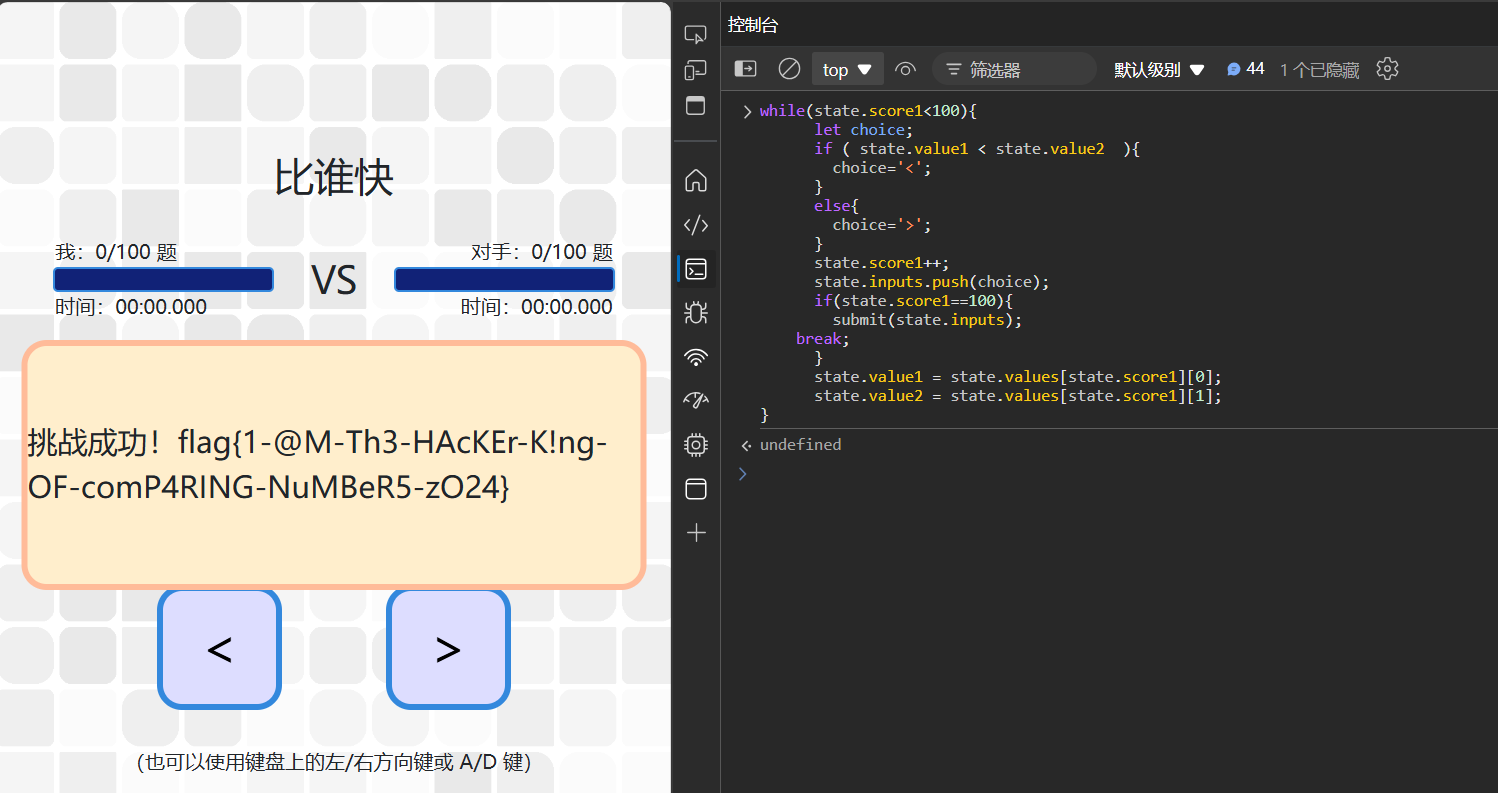 比谁快
我：0/100 题
对手：0/100 题
VS
时间：00:00.000
时间：00:00.000
挑战成功！flag{1-@M-Th3-HAcKEr-K!ng-
OF-comP4RING-NuMBeR5-zO24}
<
>
（也可以使用键盘上的左/右方向键或 A/D 键）
控制台
top
筛选器
默认级别
44
1 个已隐藏
while(state.score1<100){
let choice;
if ( state.value1 < state.value2  ){
choice='<';
}
else{
choice='>';
}
state.score1++;
state.inputs.push(choice);
if(state.score1==100){
submit(state.inputs);
break;
}
state.value1 = state.values[state.score1][0];
state.value2 = state.values[state.score1][1];
}
undefined